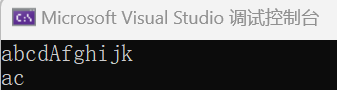 Microsoft Visual Studio 调试控制台
abcdAfghijk
ac